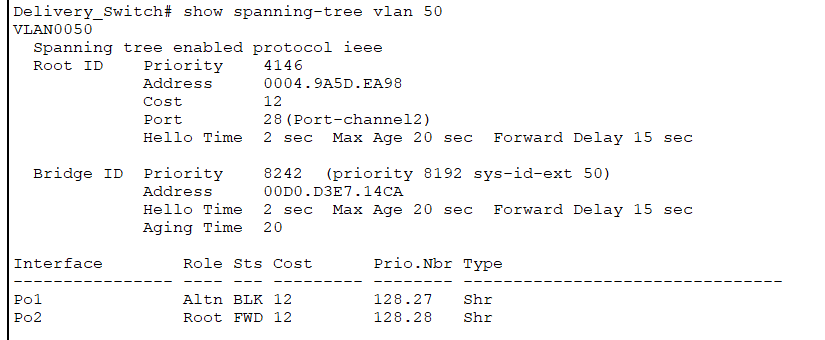 Delivery_Switch# show spanning-tree vlan 50
VLAN0050
  Spanning tree enabled protocol ieee
  Root ID    Priority    4146
             Address     0004.9A5D.EA98
             Cost        12
             Port        28(Port-channel2)
             Hello Time  2 sec  Max Age 20 sec  Forward Delay 15 sec

  Bridge ID  Priority    8242  (priority 8192 sys-id-ext 50)
             Address     00D0.D3E7.14CA
             Hello Time  2 sec  Max Age 20 sec  Forward Delay 15 sec
             Aging Time  20

Interface        Role Sts Cost      Prio.Nbr Type
---------------- ---- --- --------- -------- --------------------------------
Po1              Altn BLK 12        128.27   Shr
Po2              Root FWD 12        128.28   Shr